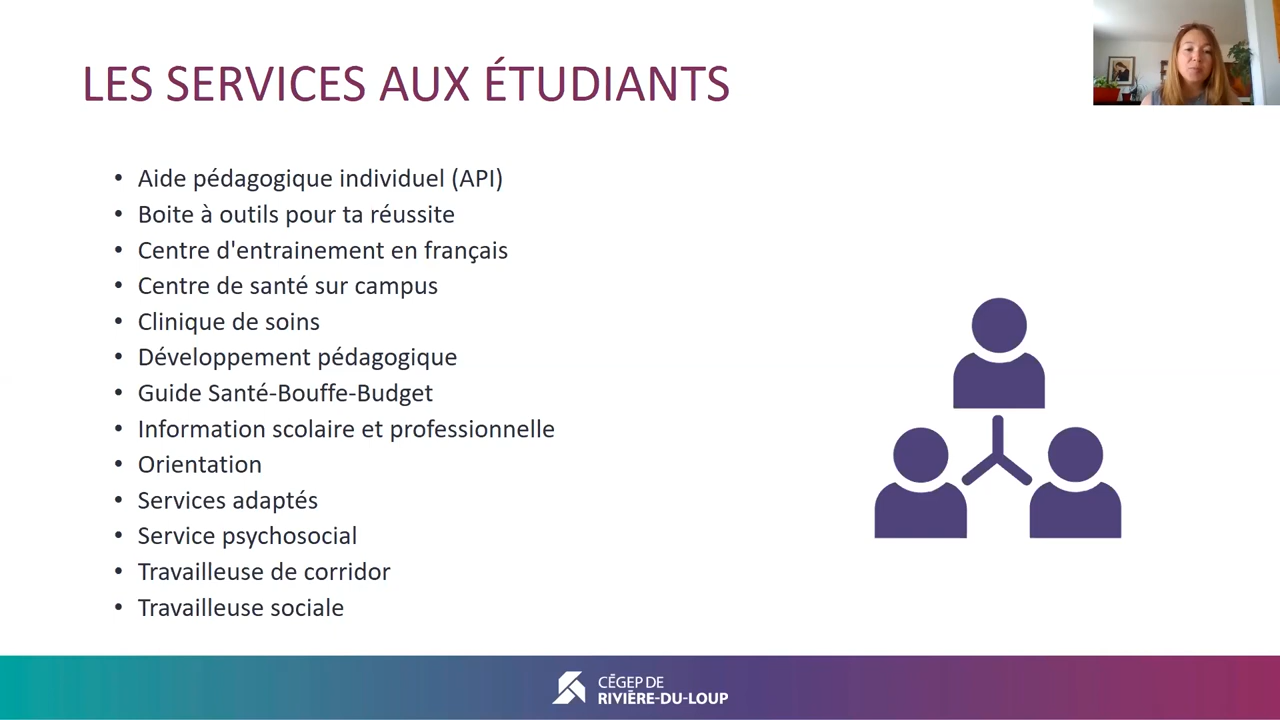 LES SERVICES AUX ÉTUDIANTS
• Aide pédagogique individuel (API)
• Boite à outils pour ta réussite
• Centre d'entrainement en français
• Centre de santé sur campus
• Clinique de soins
• Développement pédagogique
• Guide Santé-Bouffe-Budget
• Information scolaire et professionnelle
• Orientation
• Services adaptés
• Service psychosocial
• Travailleuse de corridor
• Travailleuse sociale
CÉGEP DE
RIVIÈRE-DU-LOUP